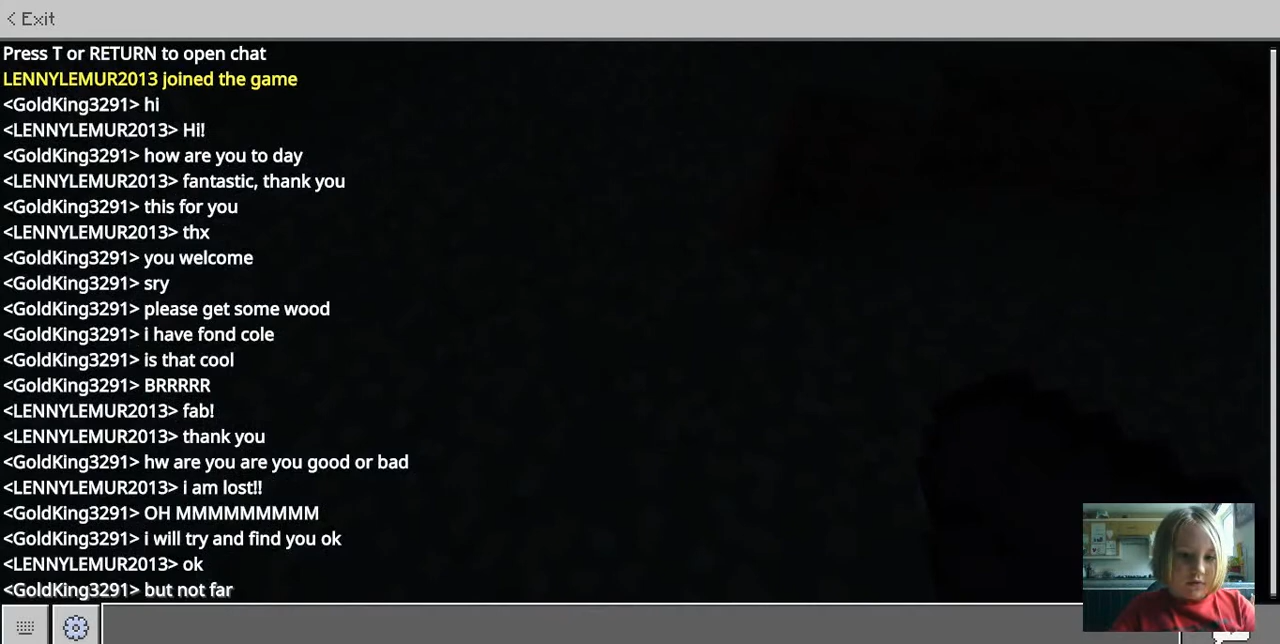 < Exit
Press T or RETURN to open chat
LENNYLEMUR2013 joined the game
<GoldKing3291> hi
<LENNYLEMUR2013> Hi!
<GoldKing3291> how are you to day
<LENNYLEMUR2013> fantastic, thank you
<GoldKing3291> this for you
<LENNYLEMUR2013> thx
<GoldKing3291> you welcome
<GoldKing3291> sry
<GoldKing3291> please get some wood
<GoldKing3291> i have fond cole
<GoldKing3291> is that cool
<GoldKing3291> BRRRRR
<LENNYLEMUR2013> fab!
<LENNYLEMUR2013> thank you
<GoldKing3291> hw are you are you good or bad
<LENNYLEMUR2013> i am lost!!
<GoldKing3291> OH MMMMMMMMM
<GoldKing3291> i will try and find you ok
<LENNYLEMUR2013> ok
<GoldKing3291> but not far